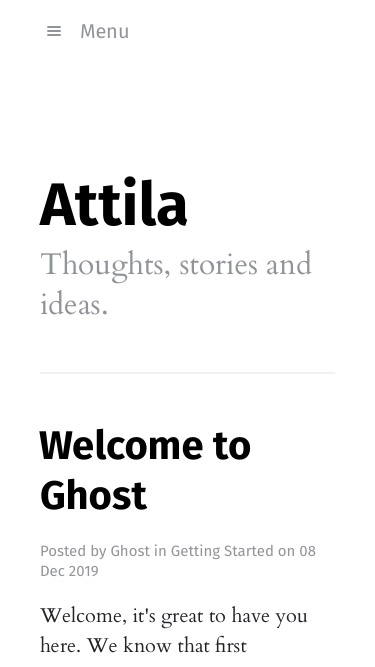 Menu
Attila
Thoughts, stories and
ideas.
Welcome to
Ghost
Posted by Ghost in Getting Started on 08
Dec 2019
Welcome, it's great to have you
here. We know that first